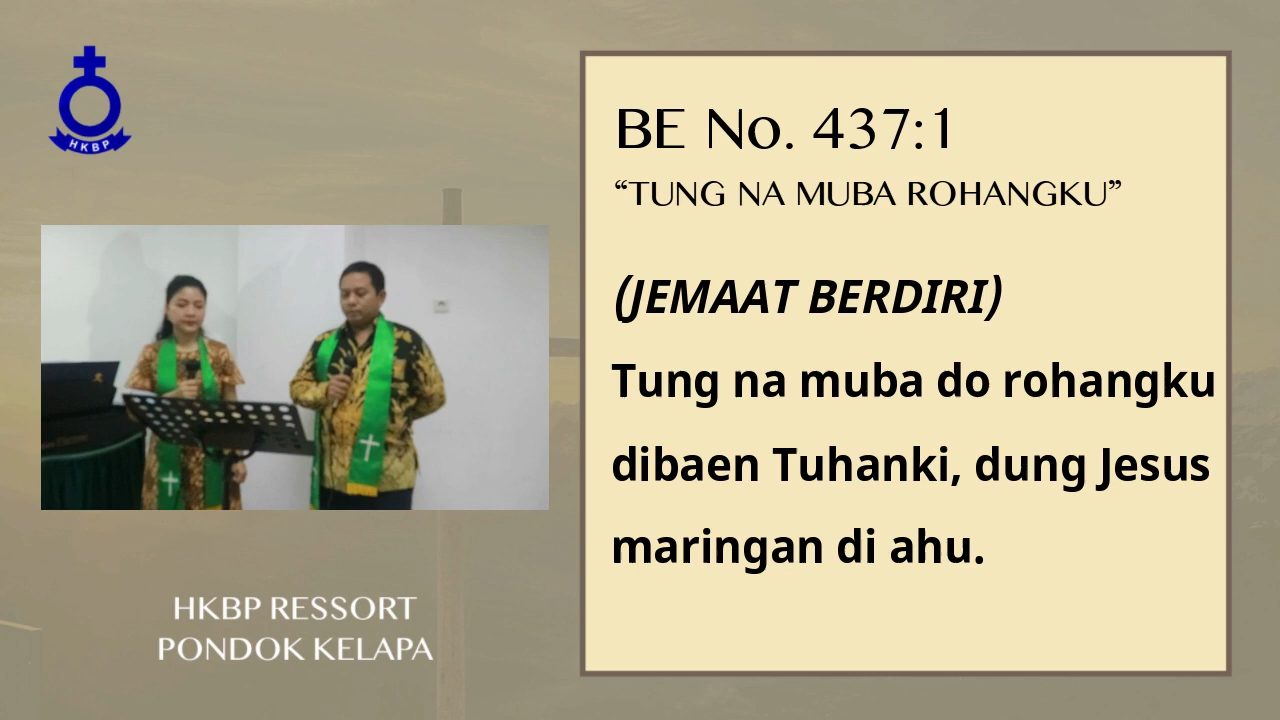 HKBP
BE No. 437:1
“TUNG NA MUBA ROHANGKU”
(JEMAAT BERDIRI)
Tung na muba do rohangku
dibaen Tuhanki, dung Jesus
maringan di ahu.
HKBP RESSORT
PONDOK KELAPA